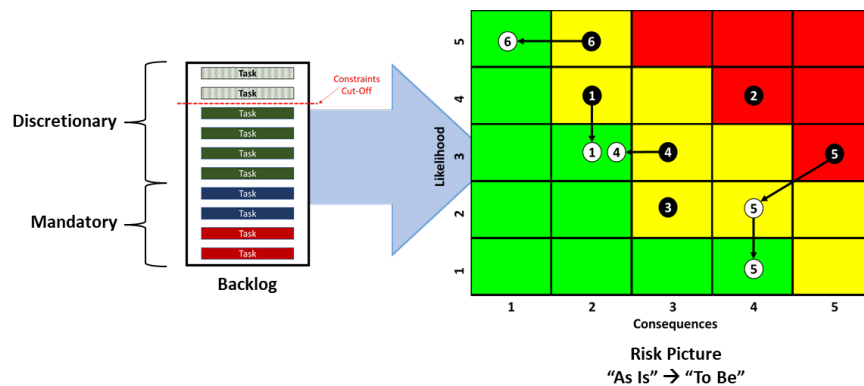 Discretionary
Mandatory
Task
Task
Task
Task
Task
Task
Task
Task
Task
Task
Backlog
Constraints
Cut-Off
Likelihood
5
4
3
2
1
6
6
1
2
1
4
4
5
3
5
5
1
2
3
4
5
Consequences
Risk Picture
“As Is” → “To Be”